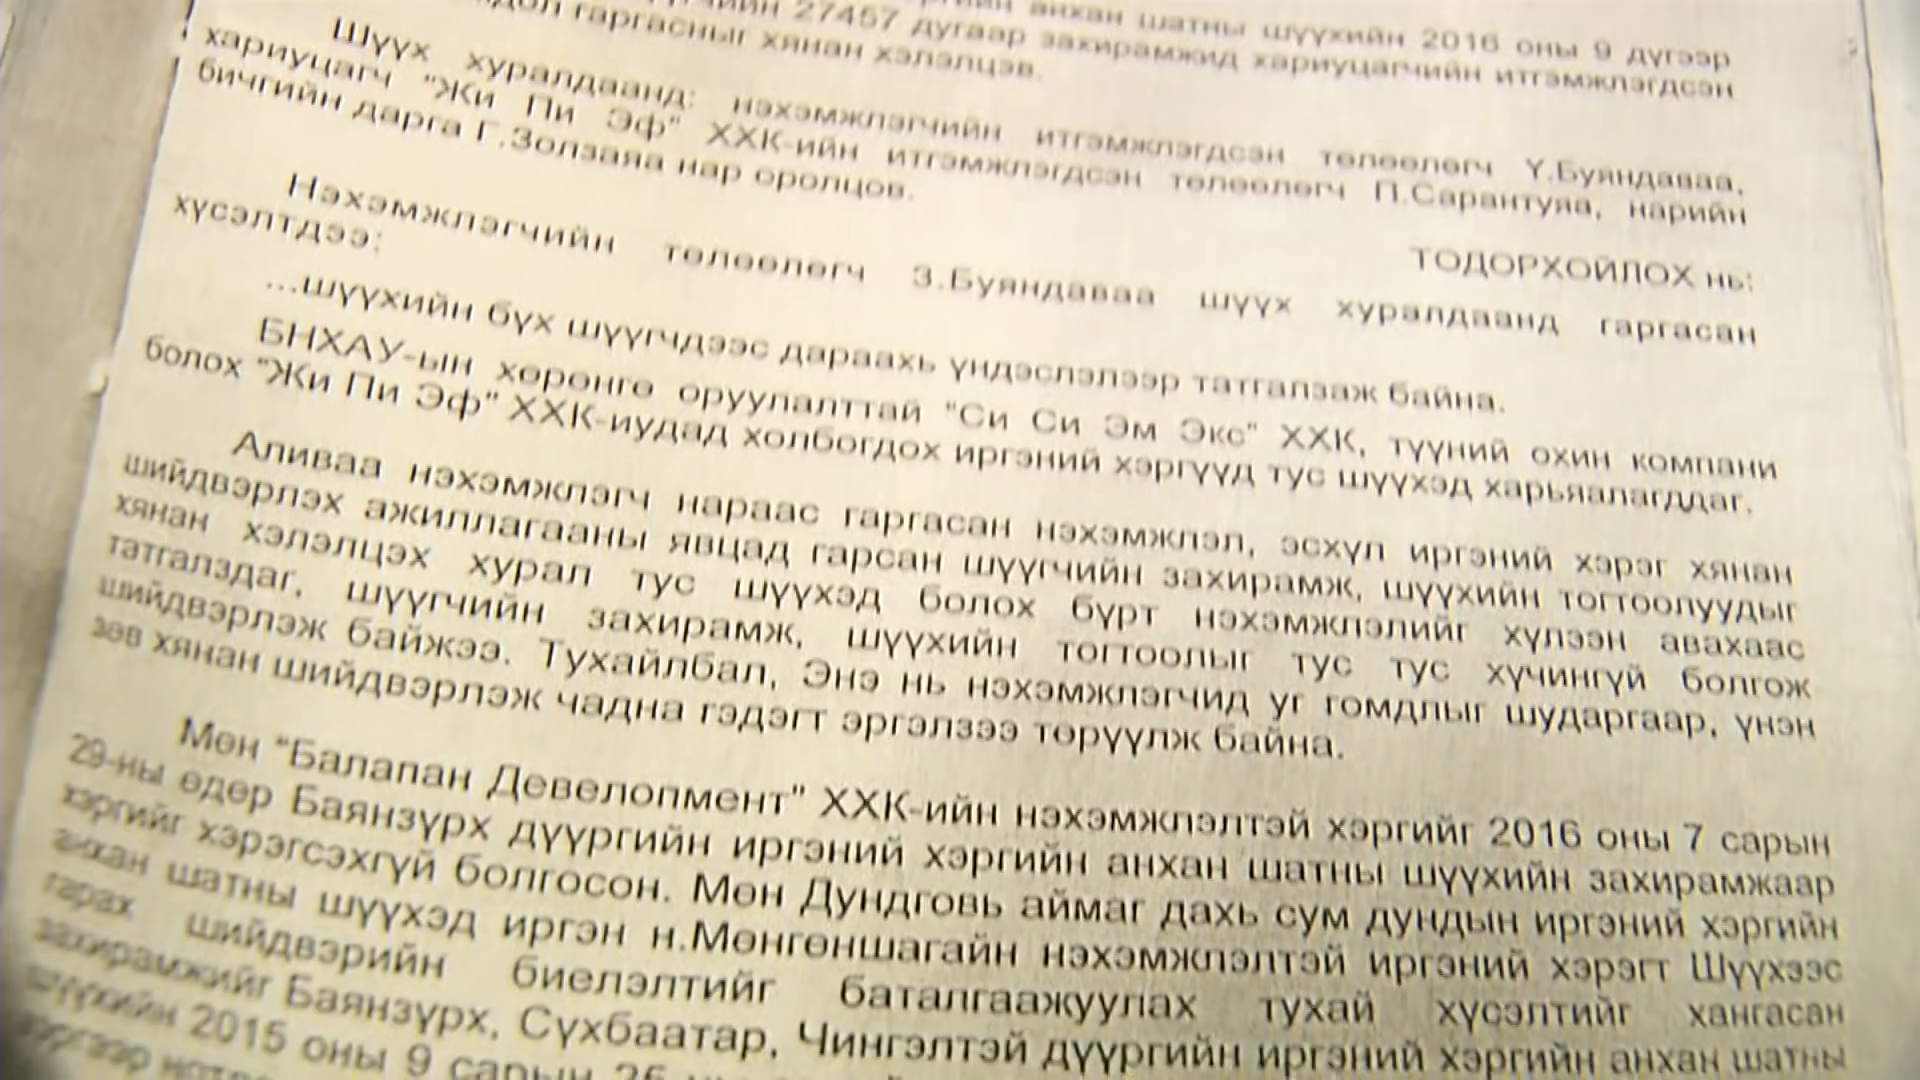 анхан шатны шүүхийн 2016 оны 9 дүгээр
27457 дугаар захирамжид хариуцагчийн итгэмжлэгдсэн
гаргасныг хянан хэлэлцэв.
Шүүх хуралдаанд: нэхэмжлэгчийн итгэмжлэгдсэн төлөөлөгч Ү.Буяндаваа,
хариуцагч "Жи Пи Эф" ХХК-ийн итгэмжлэгдсэн төлөөлөгч П.Сарантуяа, нарийн
бичгийн дарга Г.Золзаяа нар оролцов.
ТОДОРХОЙЛОХ нь:
Нэхэмжлэгчийн төлөөлөгч З.Буяндаваа шүүх хуралдаанд гаргасан
хүсэлтдээ:
...шүүхийн бүх шүүгчдээс дараахь үндэслэлээр татгалзаж байна.
БНХАУ-ын хөрөнгө оруулалттай "Си Си Эм Экс" ХХК, түүний охин компани
болох "Жи Пи Эф" ХХК-иудад холбогдох иргэний хэргүүд тус шүүхэд харьяалагддаг.
Аливаа нэхэмжлэгч нараас гаргасан нэхэмжлэл, эсхүл иргэний хэрэг хянан
шийдвэрлэх ажиллагааны явцад гарсан шүүгчийн захирамж, шүүхийн тогтоолуудыг
хянан хэлэлцэх хурал тус шүүхэд болох бүрт нэхэмжлэлийг хүлээн авахаас
татгалздаг, шүүгчийн захирамж, шүүхийн тогтоолыг тус тус хүчингүй болгож
шийдвэрлэж байжээ. Тухайлбал, Энэ нь нэхэмжлэгчид уг гомдлыг шударгаар, үнэн
зөв хянан шийдвэрлэж чадна гэдэгт эргэлзээ төрүүлж байна.
Мөн "Балапан Девелопмент" ХХК-ийн нэхэмжлэлтэй хэргийг 2016 оны 7 сарын
29-ны өдөр Баянзүрх дүүргийн иргэний хэргийн анхан шатны шүүхийн захирамжаар
хэргийг хэрэгсэхгүй болгосон. Мөн Дундговь аймаг дахь сум дундын иргэний хэргийн
анхан шатны шүүхэд иргэн н.Мөнгөншагайн нэхэмжлэлтэй иргэний хэрэгт Шүүхээс
гарах шийдвэрийн биелэлтийг баталгаажуулах тухай хүсэлтийг хангасан
захирамжийг Баянзүрх, Сүхбаатар, Чингэлтэй дүүргийн иргэний хэргийн анхан шатны
шүүхийн 2015 оны 9 сарын 26